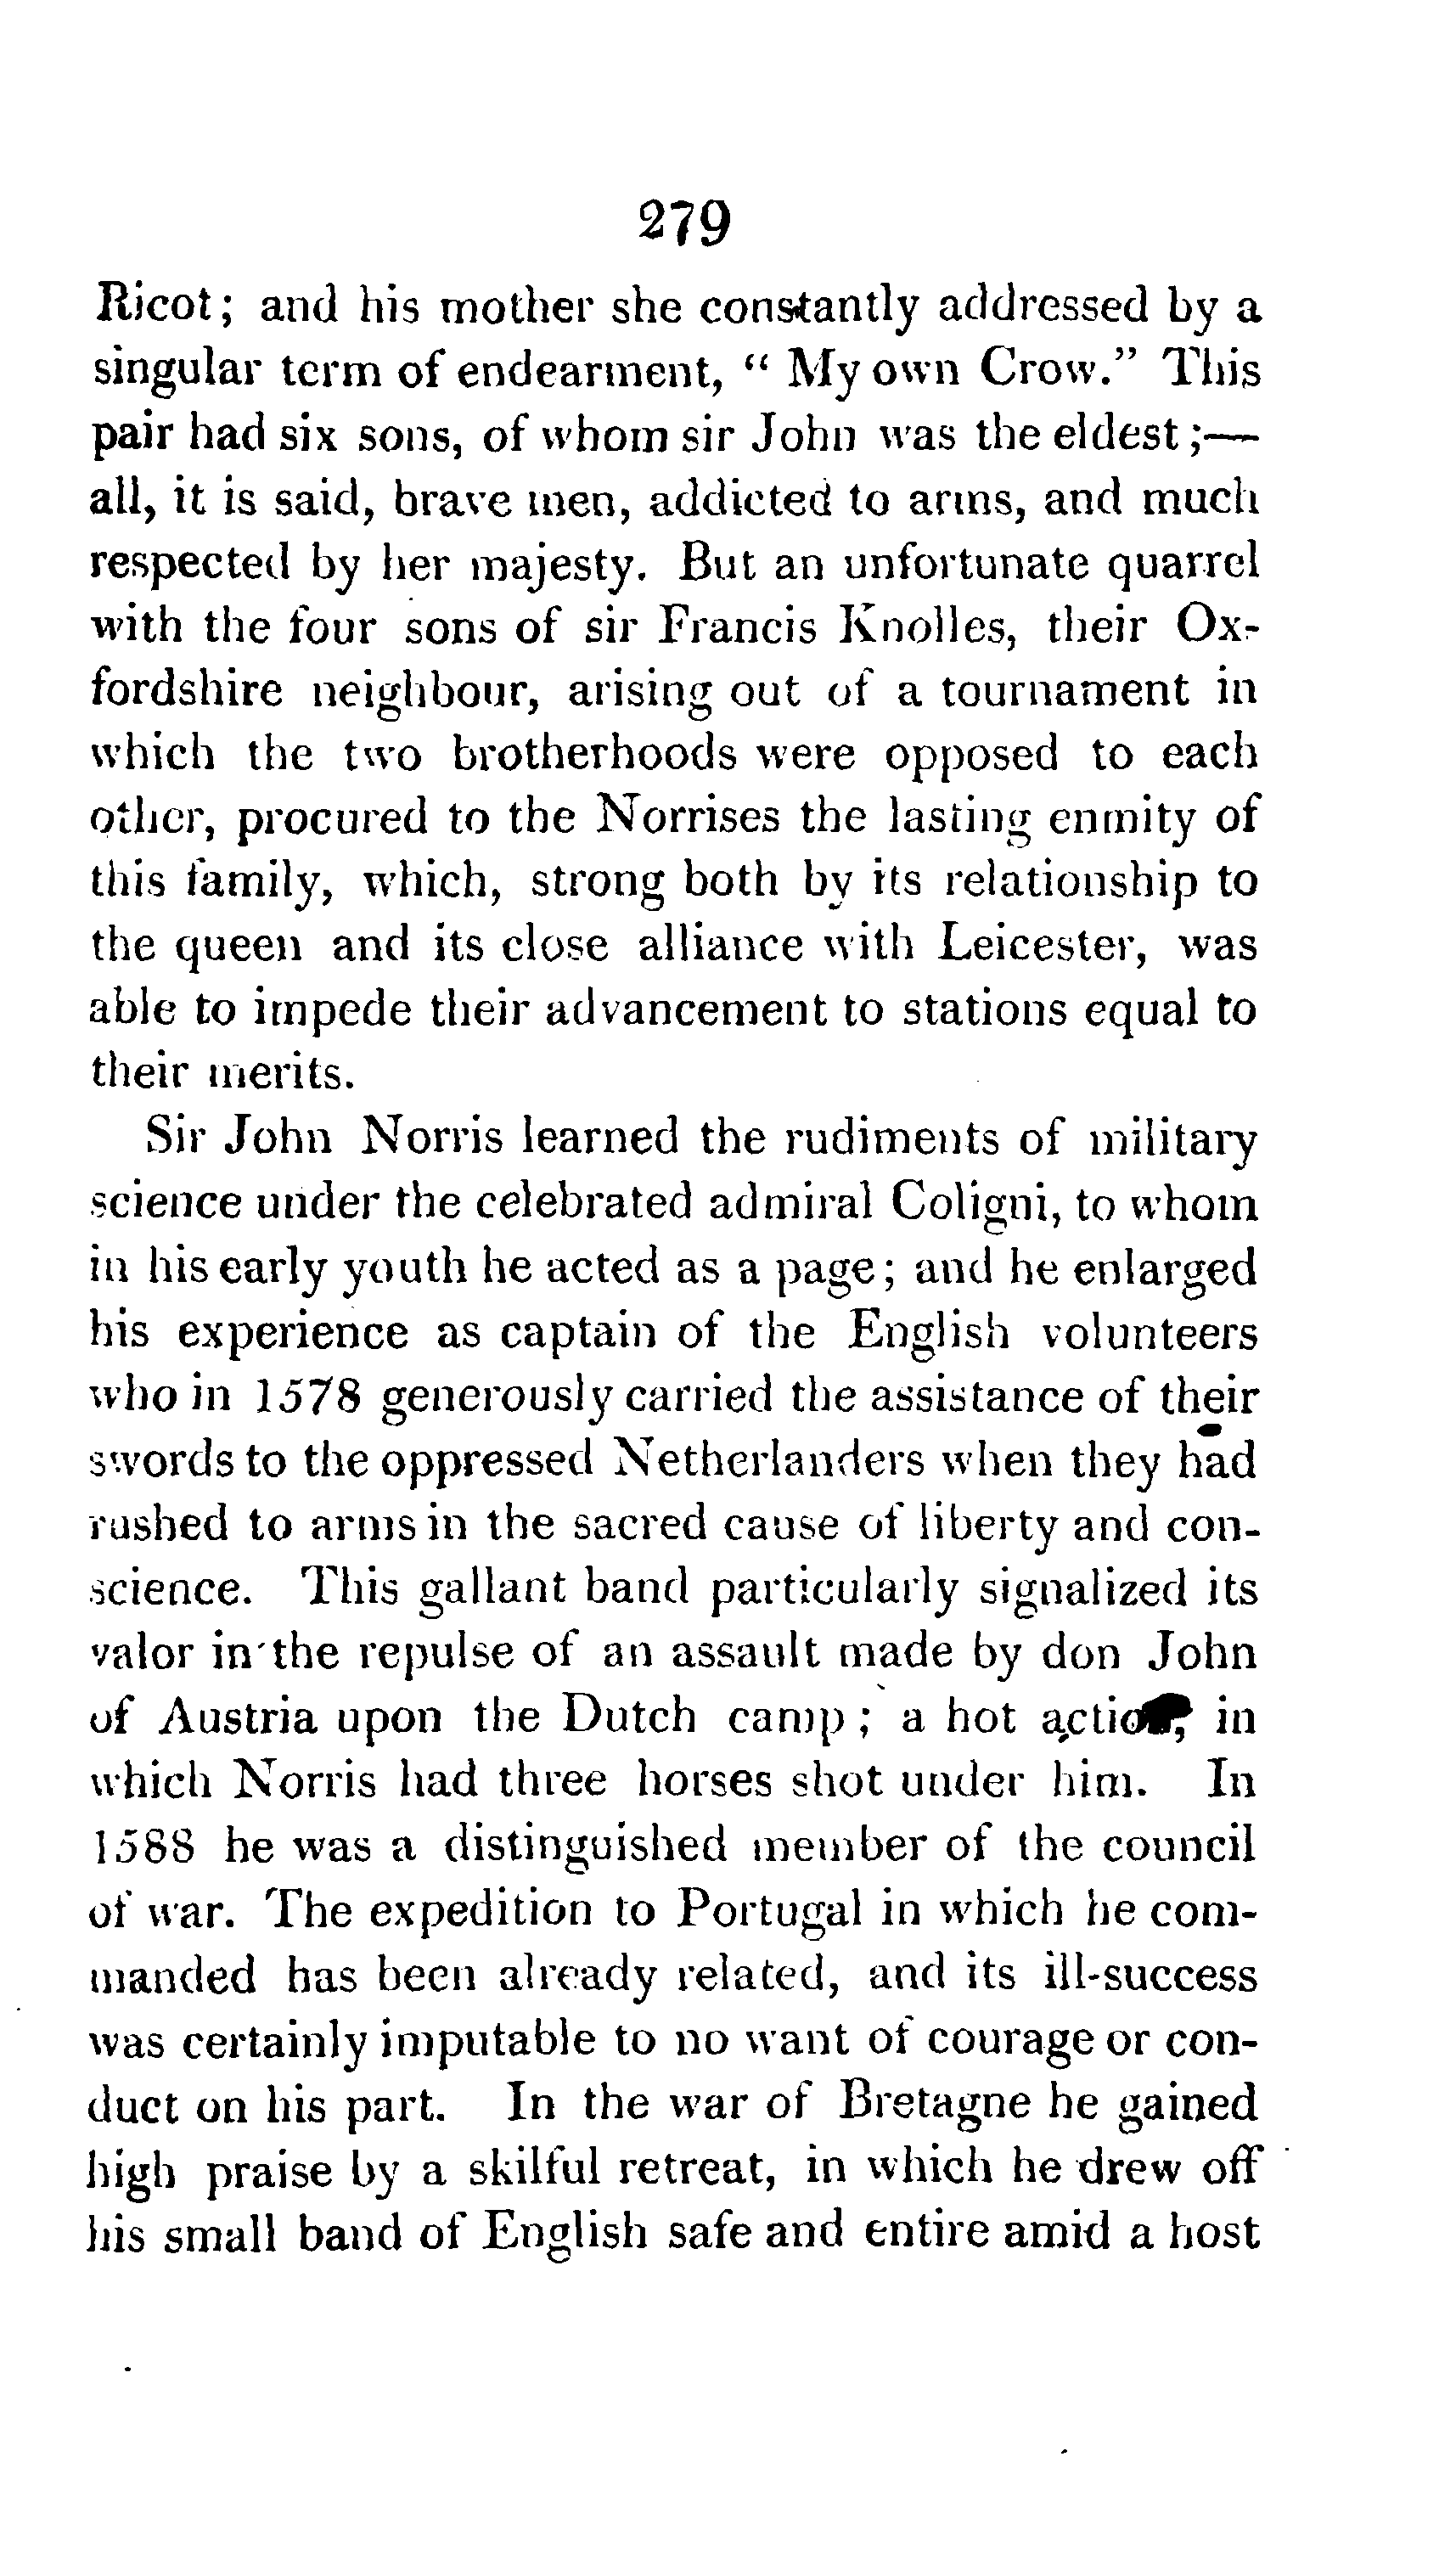 279
Ricot; and his mother she constantly addressed by a
singular term of endearment, “ My own Crow.” This
pair had six sons, of whom sir John was the eldest;—
all, it is said, brave men, addicted to arms, and much
respected by her majesty. But an unfortunate quarrel
with the four sons of sir Francis Knolles, their Ox-
fordshire neighbour, arising out of a tournament in
which the two brotherhoods were opposed to each
other, procured to the Norrises the lasting enmity of
this family, which, strong both by its relationship to
the queen and its close alliance with Leicester, was
able to impede their advancement to stations equal to
their merits.
Sir John Norris learned the rudiments of military
science under the celebrated admiral Coligni, to whom
in his early youth he acted as a page; and he enlarged
his experience as captain of the English volunteers
who in 1578 generously carried the assistance of their
swords to the oppressed Netherlanders when they had
rushed to arms in the sacred cause of liberty and con-
science. This gallant band particularly signalized its
valor in the repulse of an assault made by don John
of Austria upon the Dutch camp; a hot action, in
which Norris had three horses shot under him. In
1588 he was a distinguished member of the council
of war. The expedition to Portugal in which he com-
manded has been already related, and its ill-success
was certainly imputable to no want of courage or con-
duct on his part. In the war of Bretagne he gained
high praise by a skilful retreat, in which he drew off
his small band of English safe and entire amid a host